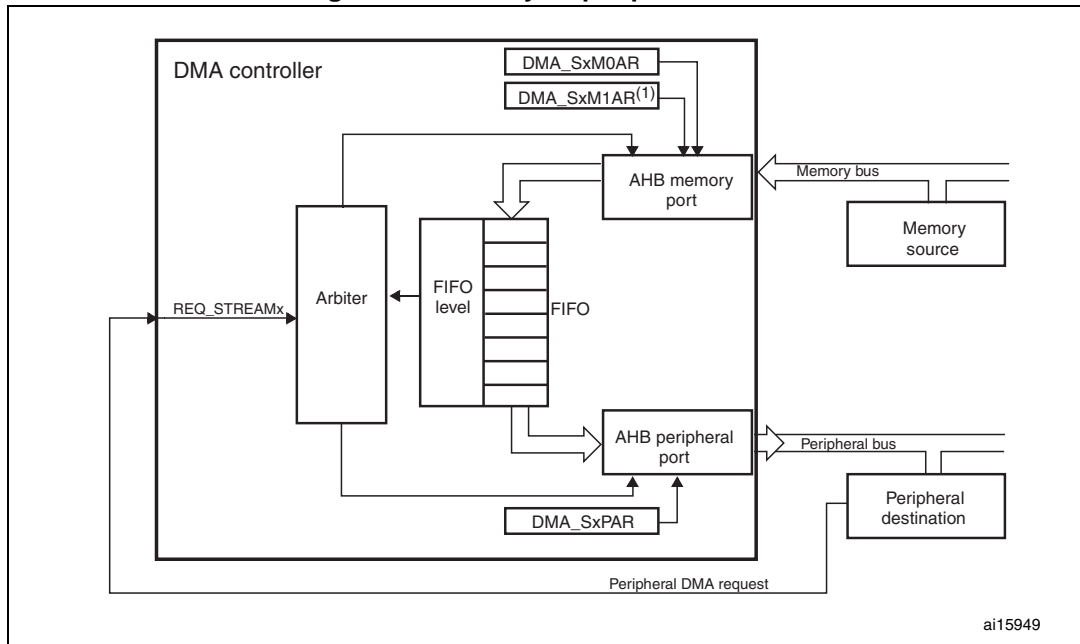 DMA controller
DMA_SxM0AR
DMA_SxM1AR(1)
AHB memory
port
Memory bus
Memory
source
Arbiter
FIFO
level
FIFO
REQ_STREAMx
AHB peripheral
port
Peripheral bus
Peripheral
destination
DMA_SxPAR
Peripheral DMA request
ai15949